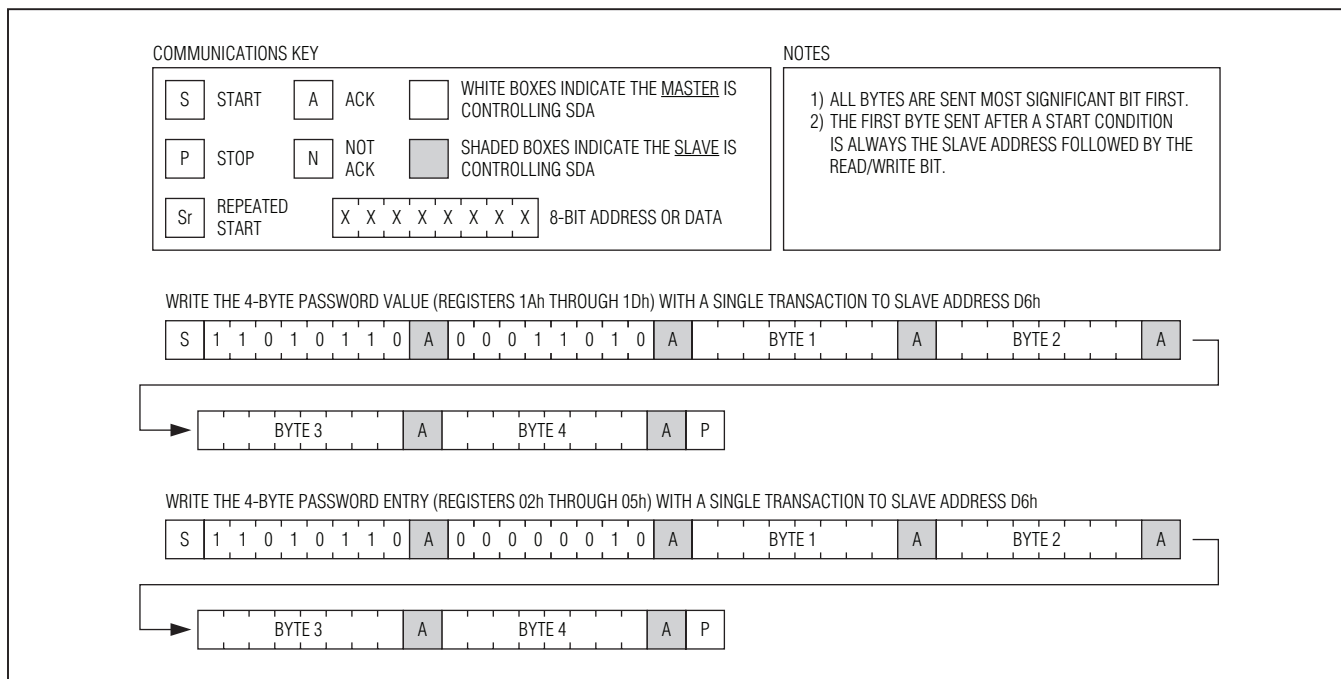 COMMUNICATIONS KEY
S START A ACK WHITE BOXES INDICATE THE MASTER IS
CONTROLLING SDA
P STOP N NOT
ACK SHADED BOXES INDICATE THE SLAVE IS
CONTROLLING SDA
Sr REPEATED
START X X X X X X X X 8-BIT ADDRESS OR DATA
NOTES
1) ALL BYTES ARE SENT MOST SIGNIFICANT BIT FIRST.
2) THE FIRST BYTE SENT AFTER A START CONDITION
IS ALWAYS THE SLAVE ADDRESS FOLLOWED BY THE
READ/WRITE BIT.
WRITE THE 4-BYTE PASSWORD VALUE (REGISTERS 1Ah THROUGH 1Dh) WITH A SINGLE TRANSACTION TO SLAVE ADDRESS D6h
S 1 1 0 1 0 1 1 0 A 0 0 0 1 1 0 1 0 A BYTE 1 A BYTE 2 A
BYTE 3 A BYTE 4 A P
WRITE THE 4-BYTE PASSWORD ENTRY (REGISTERS 02h THROUGH 05h) WITH A SINGLE TRANSACTION TO SLAVE ADDRESS D6h
S 1 1 0 1 0 1 1 0 A 0 0 0 0 0 0 1 0 A BYTE 1 A BYTE 2 A
BYTE 3 A BYTE 4 A P